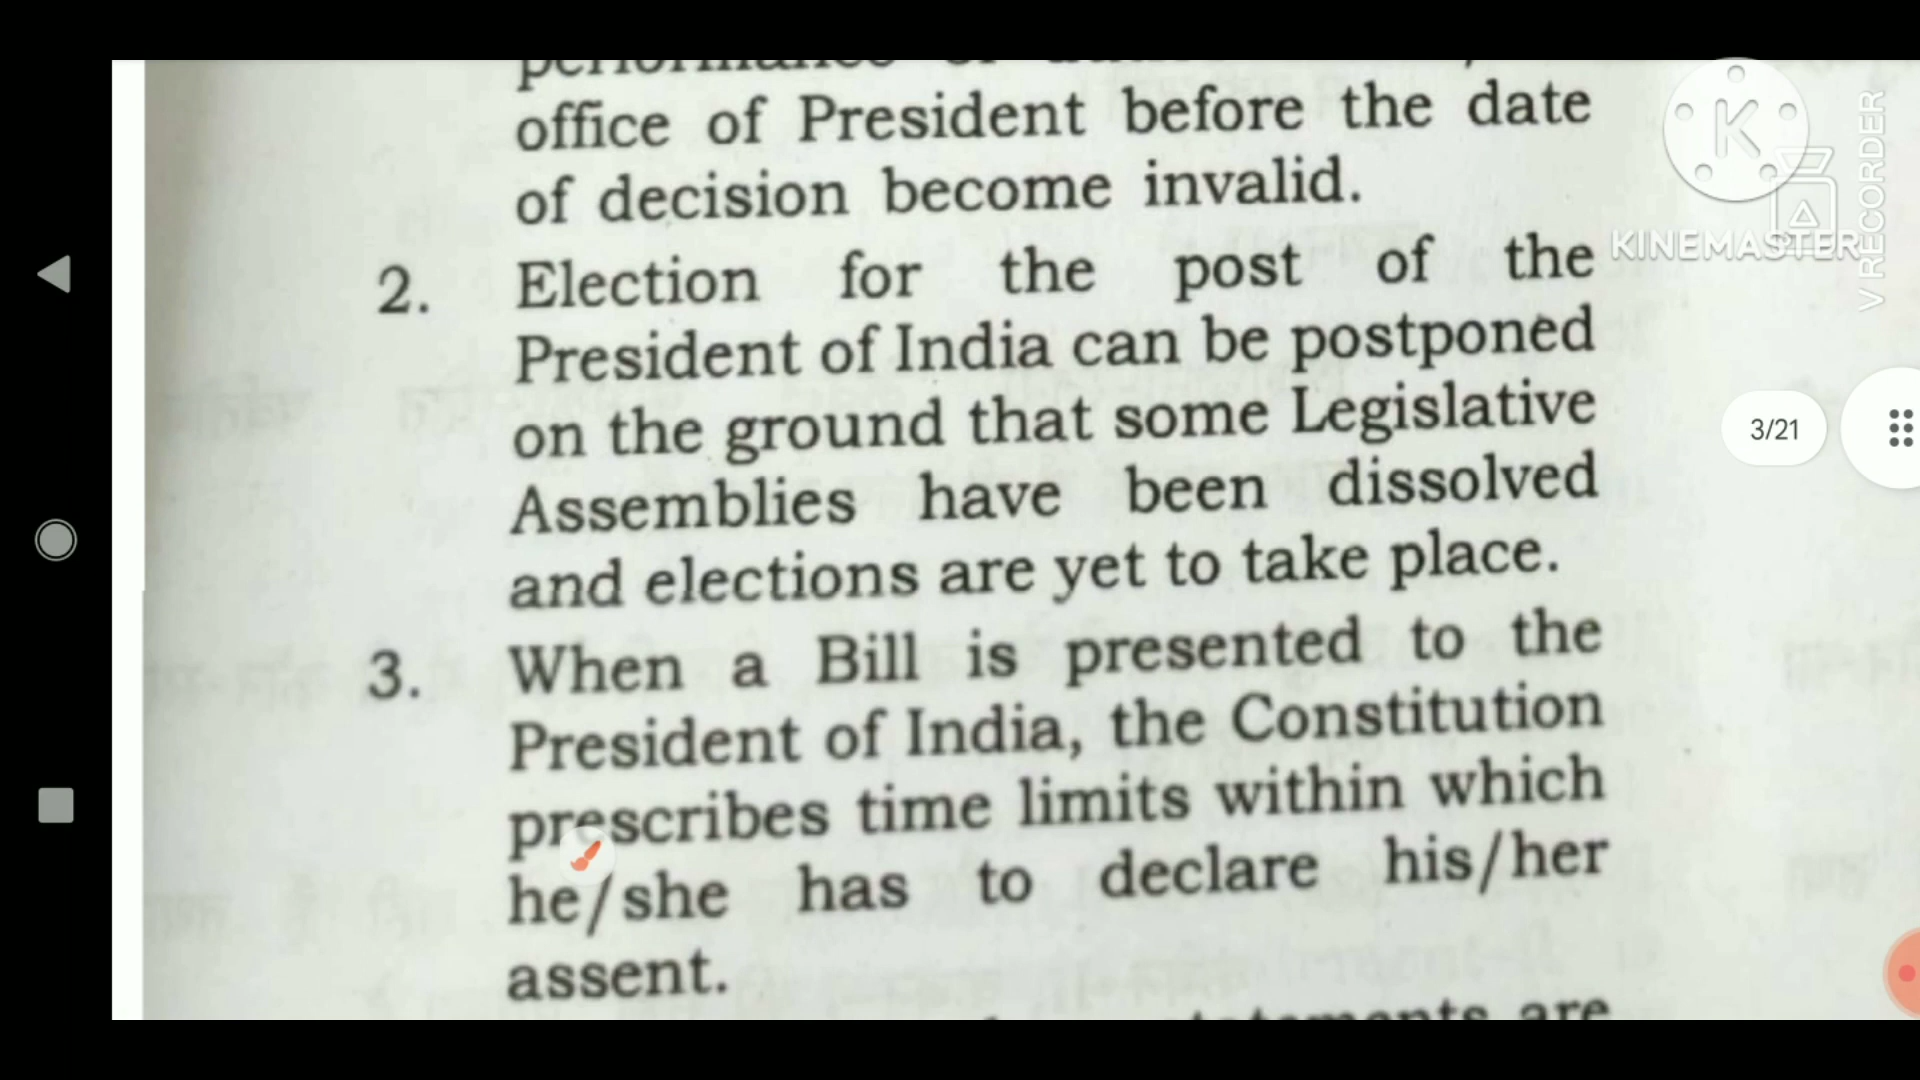 office of President before the date
of decision become invalid.
2. Election for the post of the
President of India can be postponed
on the ground that some Legislative
Assemblies have been dissolved
and elections are yet to take place.
3. When a Bill is presented to the
President of India, the Constitution
prescribes time limits within which
he/she has to declare his/her
assent.
statements are
K
KINEMASTER
V RECORDER
3/21